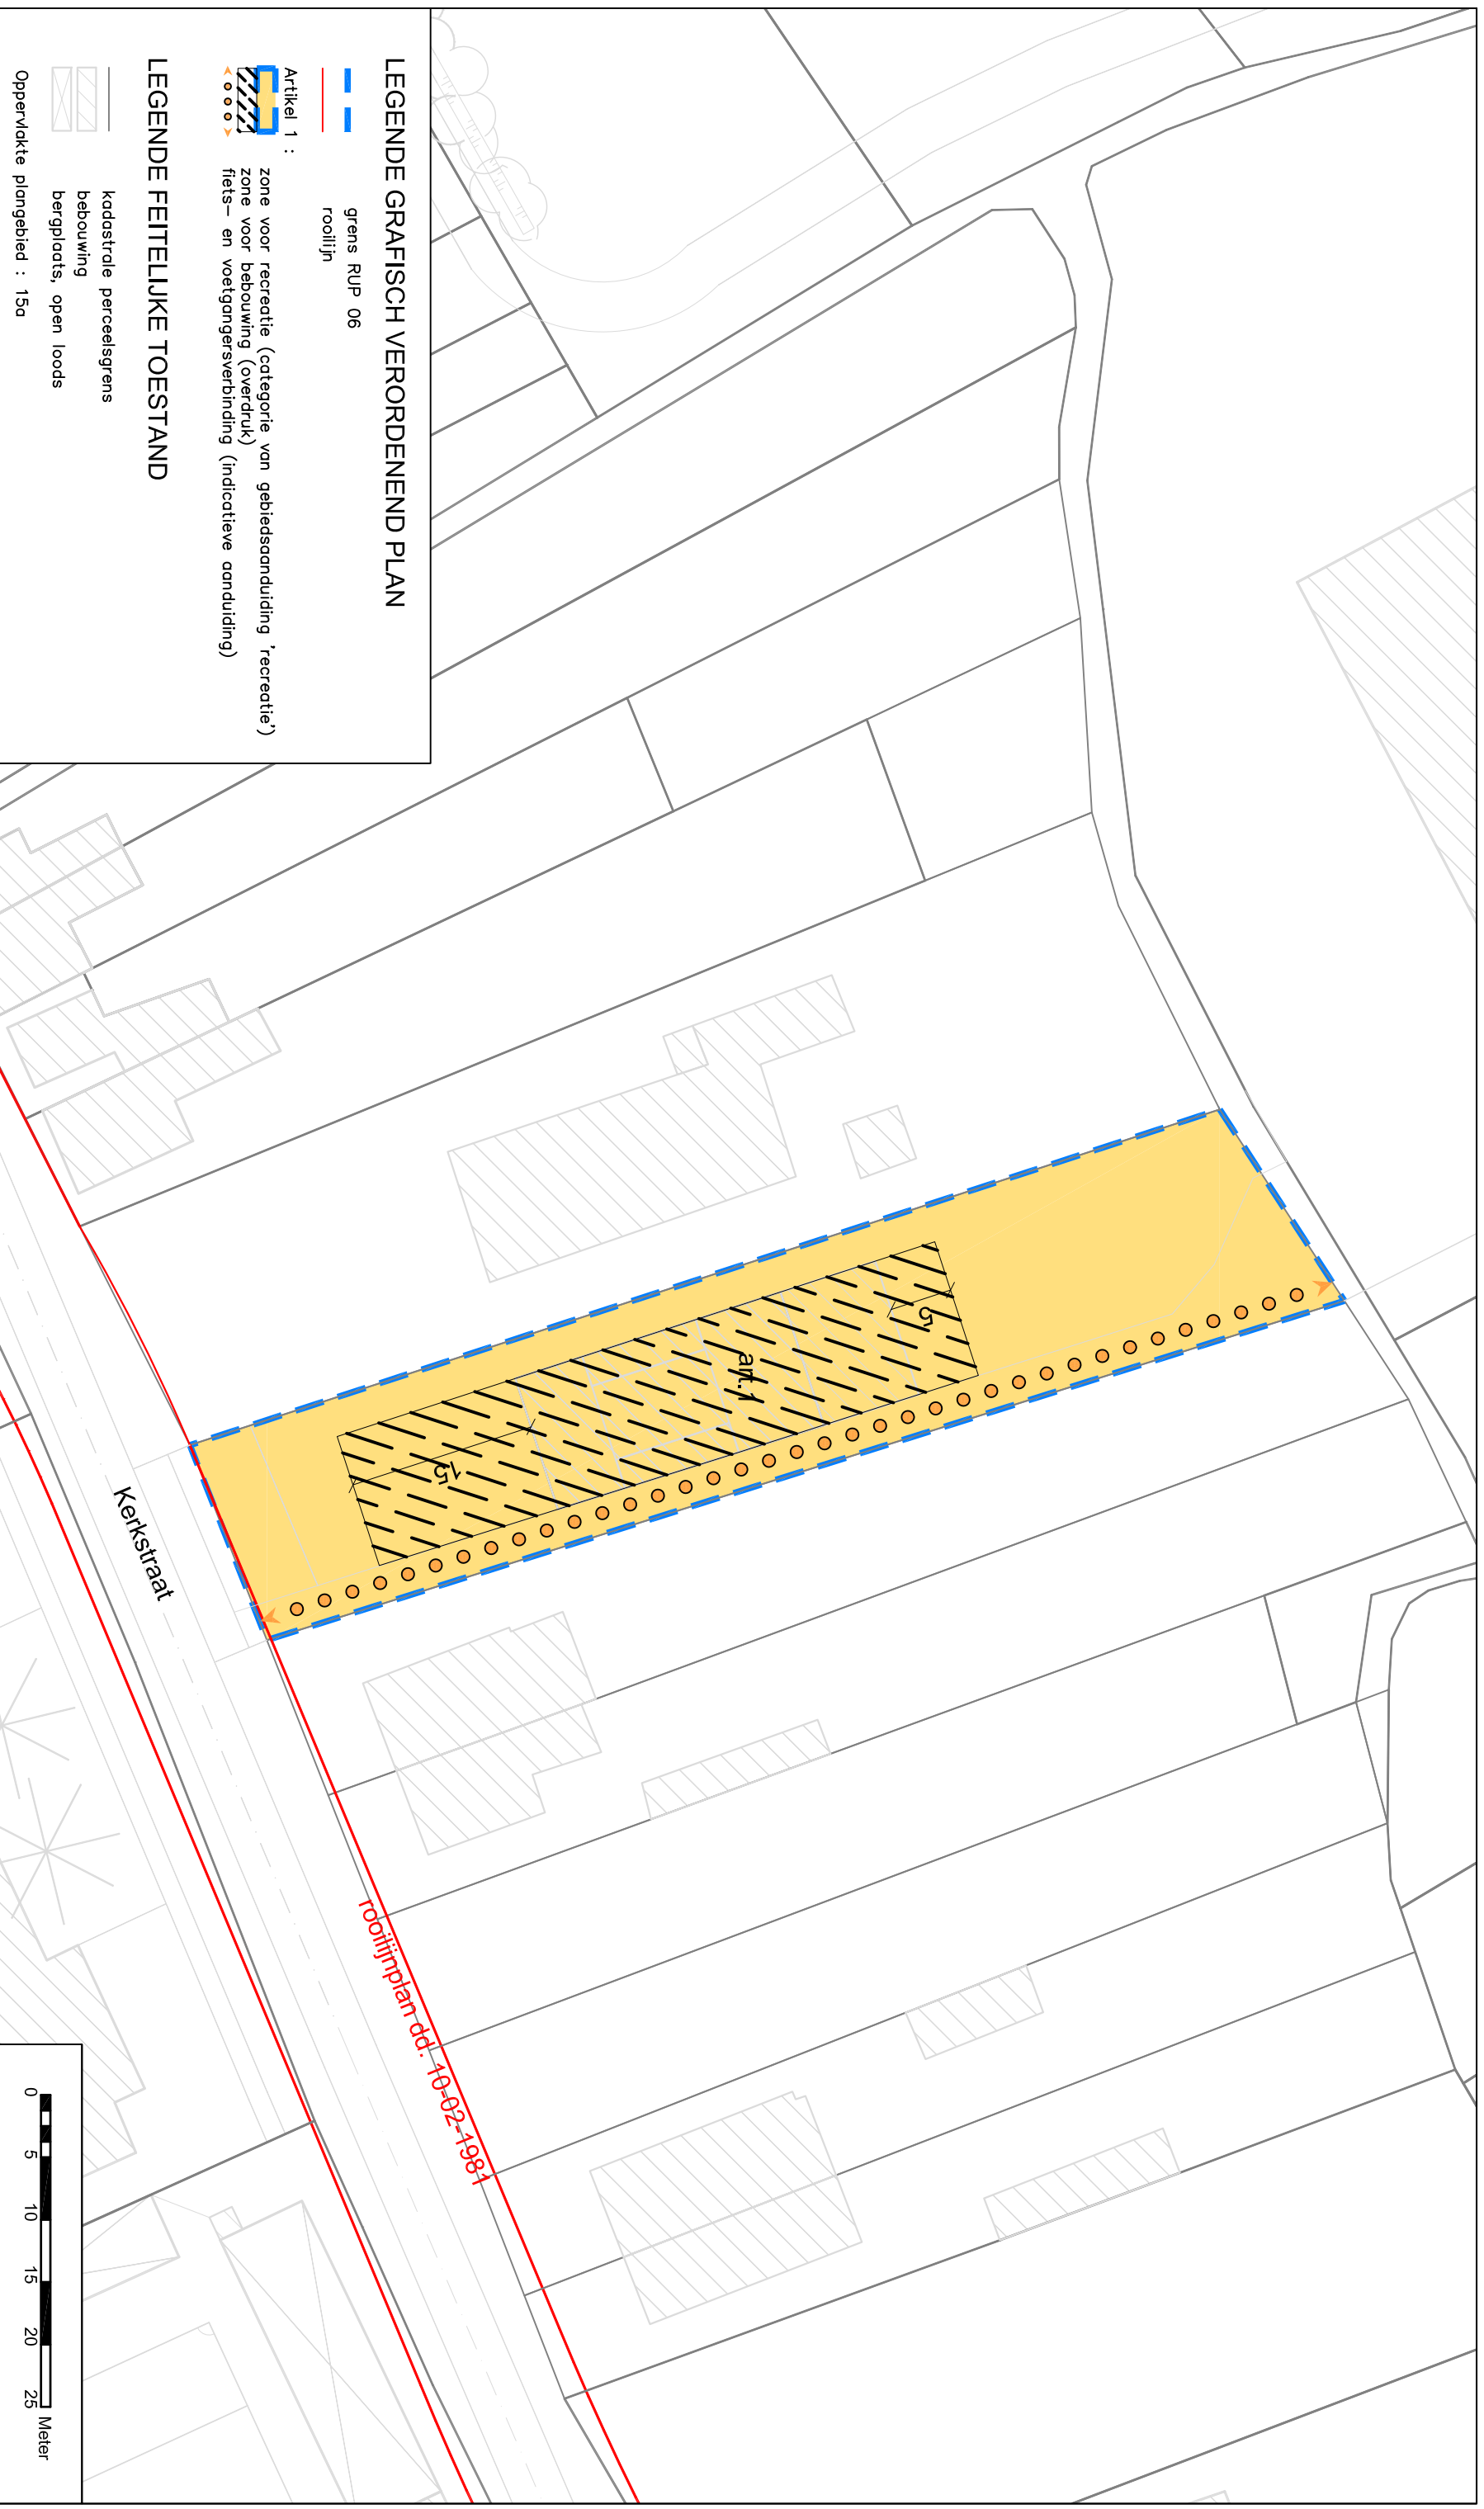 LEGENDE GRAFISCH VERORDENEND PLAN
grens RUP 06
rooilijn
Artikel 1 :
zone voor recreatie (categorie van gebiedsaanduiding 'recreatie')
zone voor bebouwing (overdruk)
fiets- en voetgangersverbinding (indicatieve aanduiding)
LEGENDE FEITELIJKE TOESTAND
kadastrale perceelsgrens
bebouwing
bergplaats, open loods
Oppervlakte plangebied : 15a
5
art.1
15
Kerkstraat
rooilijnplan dd. 10-02-1981
0 5 10 15 20 25 Meter